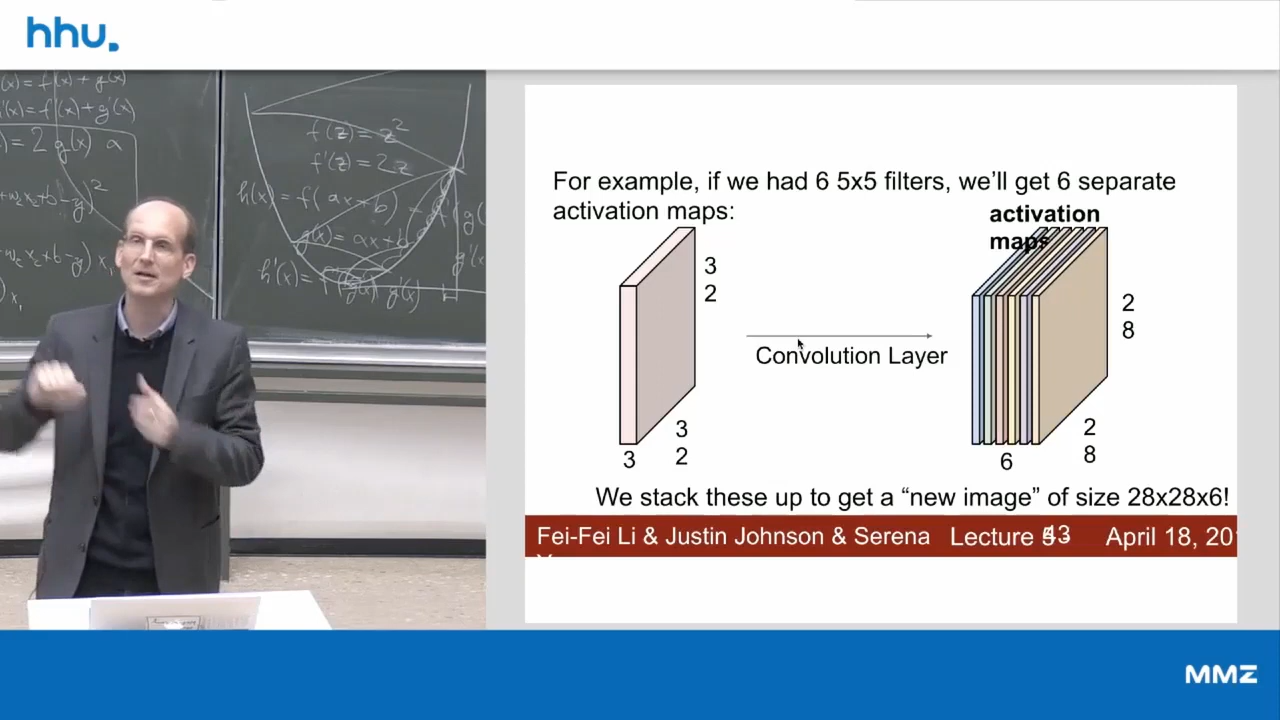 hhu.
(x) = f(x) + g(x)
'(x) = f'(x) + g'(x)
) = 2 g(x) a
f(z) = z²
f'(z) = 2z
h(x) = f( ax + b)
g(x) = ax + b
h'(x) =
g'(x)
For example, if we had 6 5x5 filters, we’ll get 6 separate
activation maps:
activation
maps
3
2
3
2
3
Convolution Layer
2
8
2
8
6
We stack these up to get a “new image” of size 28x28x6!
Fei-Fei Li & Justin Johnson & Serena
Lecture 5 -
43
April 18, 20
MMZ